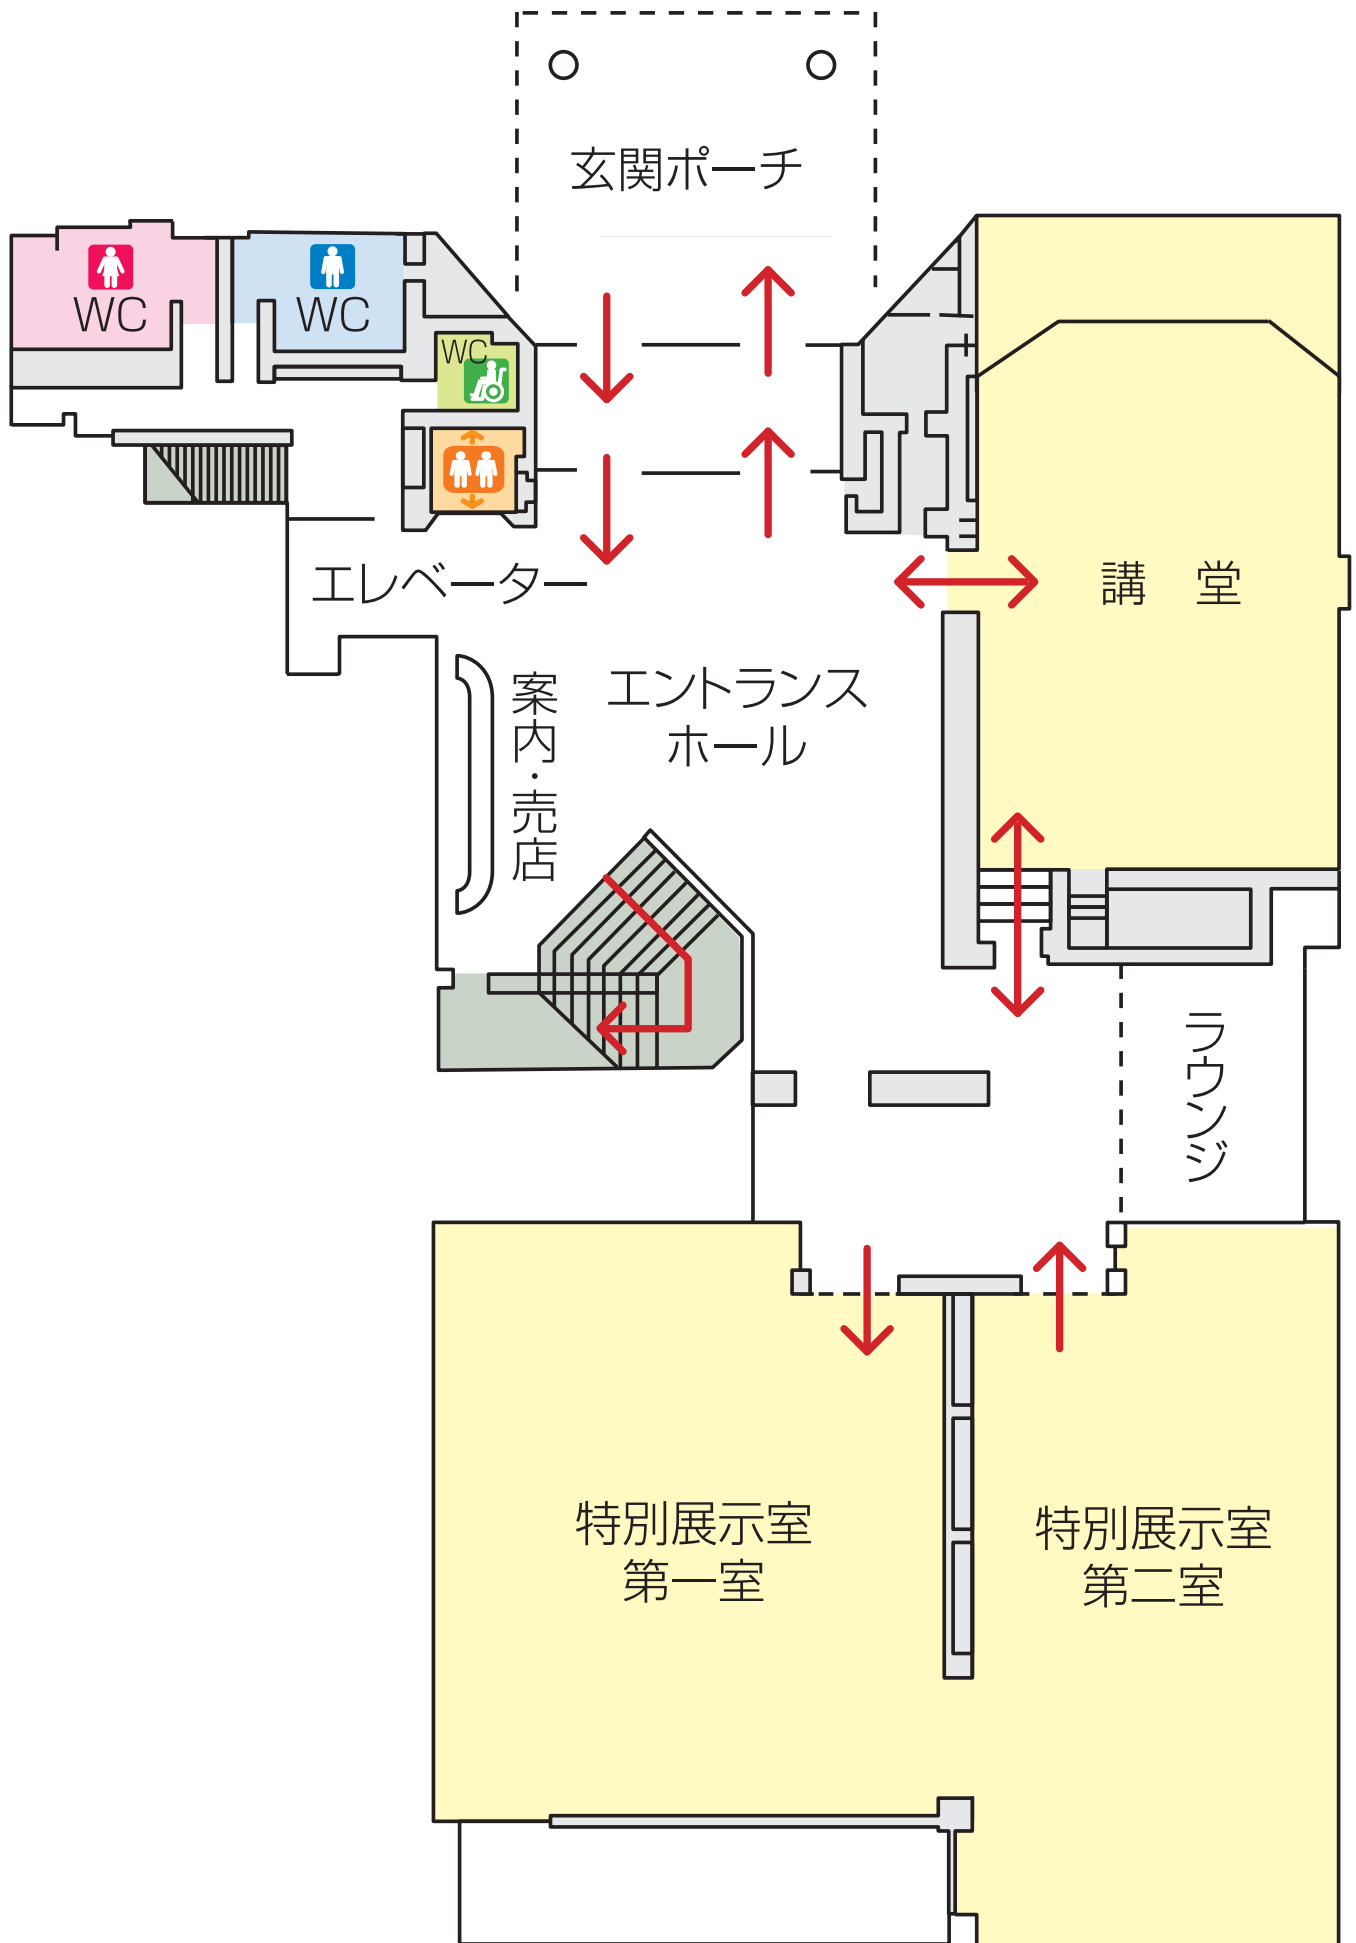 玄関ポーチ
WC
WC
WC
エレベーター
講　堂
エントランス
ホール
案内・売店
ラウンジ
特別展示室
第一室
特別展示室
第二室